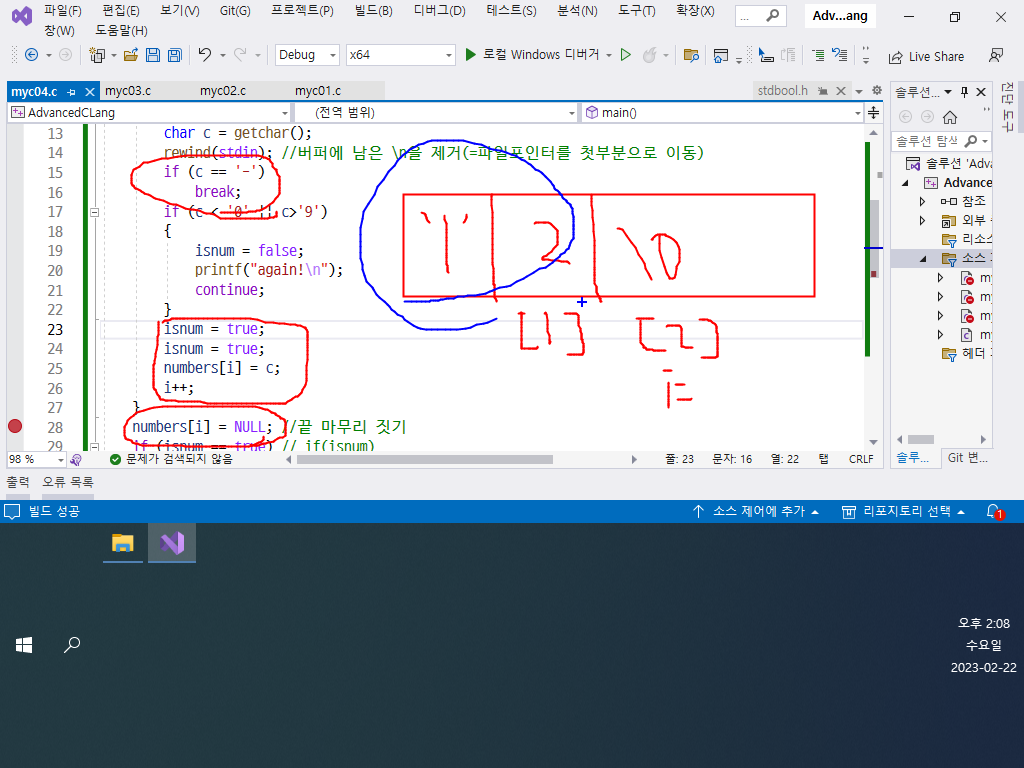 파일(F) 편집(E) 보기(V) Git(G) 프로젝트(P) 빌드(B) 디버그(D) 테스트(S) 분석(N) 도구(T) 확장(X) ... Adv...ang
창(W) 도움말(H)
Debug x64 로컬 Windows 디버거 Live Share
myc04.c myc03.c myc02.c myc01.c stdbool.h 솔루션...
진단 도구
AdvancedCLang (전역 범위) main()
13 char c = getchar();
14 rewind(stdin); //버퍼에 남은 \n을 제거(=파일포인터를 첫부분으로 이동)
15 if (c == '-')
16 break;
17 if (c < '0' || c>'9')
18 {
19 isnum = false;
20 printf("again!\n");
21 continue;
22 }
23 isnum = true;
24 isnum = true;
25 numbers[i] = c;
26 i++;
27 }
28 numbers[i] = NULL; //끝 마무리 짓기
29 if (isnum == true) // if(isnum)
'1' 2 \0
[1] [2]
i=
솔루션 탐색
솔루션 'Adva
Advance
참조
외부
리소스
소스
my
my
my
my
헤더
98 % 문제가 검색되지 않음 줄: 23 문자: 16 열: 22 탭 CRLF
솔루... Git 변...
출력 오류 목록
빌드 성공 소스 제어에 추가 리포지토리 선택 1
오후 2:08
수요일
2023-02-22